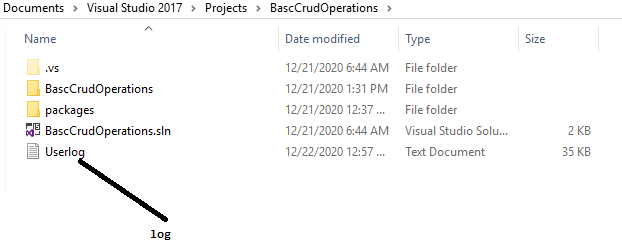 Documents > Visual Studio 2017 > Projects > BascCrudOperations >
Name Date modified Type Size
.vs 12/21/2020 6:44 AM File folder
BascCrudOperations 12/21/2020 1:31 PM File folder
packages 12/21/2020 12:37 ... File folder
BascCrudOperations.sln 12/21/2020 6:44 AM Visual Studio Solu... 2 KB
Userlog 12/22/2020 12:57 ... Text Document 35 KB
log